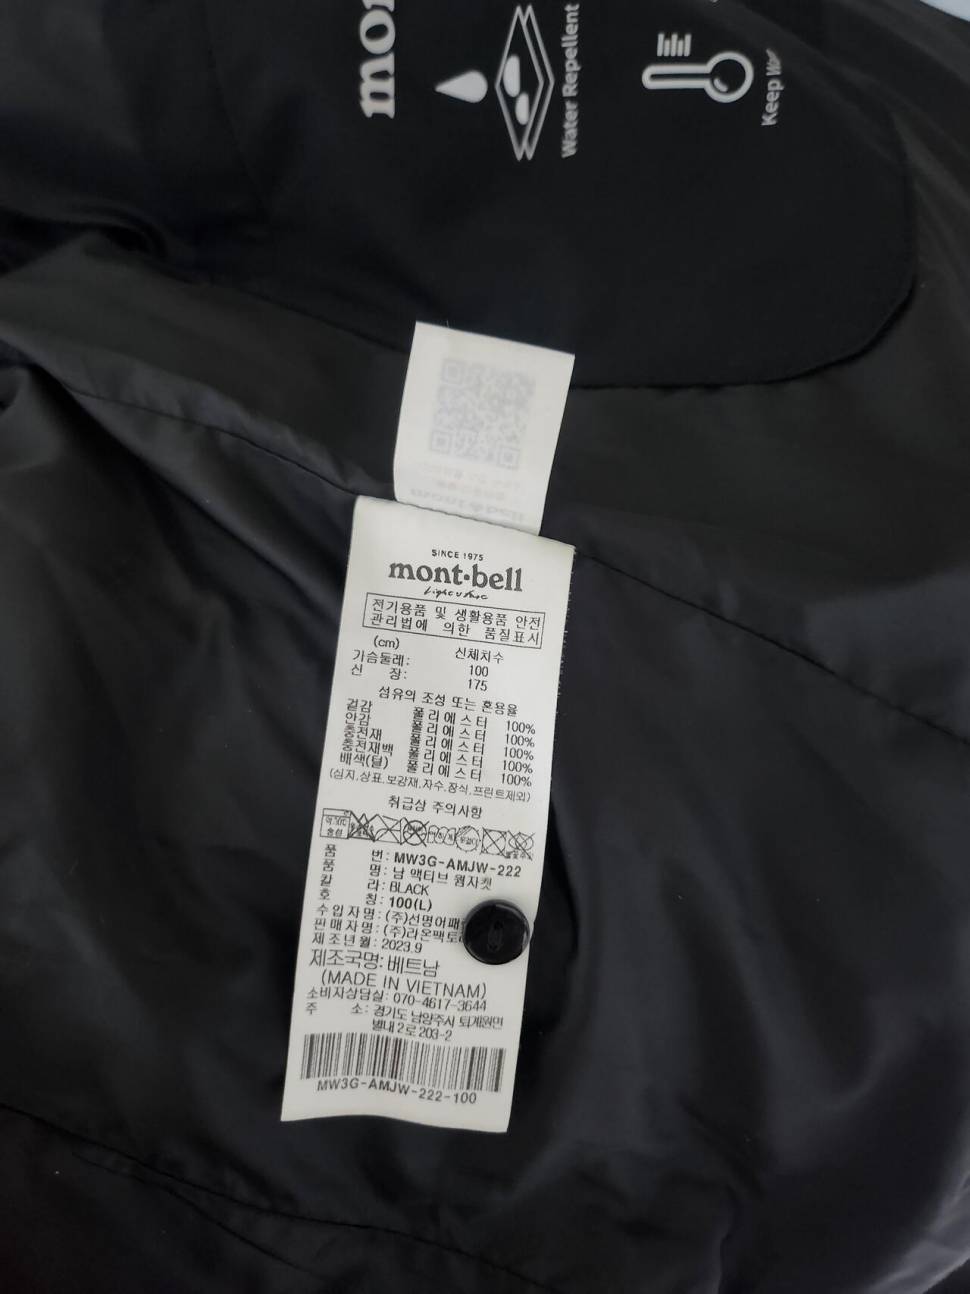 mo
Water Repellent
Keep
SINCE 1975
mont·bell
전기용품 및 생활용품 안전
관리법에 의한 품질표시
(cm) 신체치수
가슴둘레: 100
신 장: 175
섬유의 조성 또는 혼용율
겉감 폴리에스터 100%
안감 폴리에스터 100%
충전재 폴리에스터 100%
충전재백 폴리에스터 100%
배색(덜) 폴리에스터 100%
(심지,상표,보강재,자수,장식,프린트제외)
취급상 주의사항
품 번: MW3G-AMJW-222
품 명: 남 액티브 웜자켓
칼 라: BLACK
호 칭: 100(L)
수입자명: (주)선명어패
판매자명: (주)라온팩토
제조년월: 2023.9
제조국명: 베트남
(MADE IN VIETNAM)
소비자상담실: 070-4617-3644
주 소: 경기도 남양주시 퇴계원면
별내2로 203-2
MW3G-AMJW-222-100